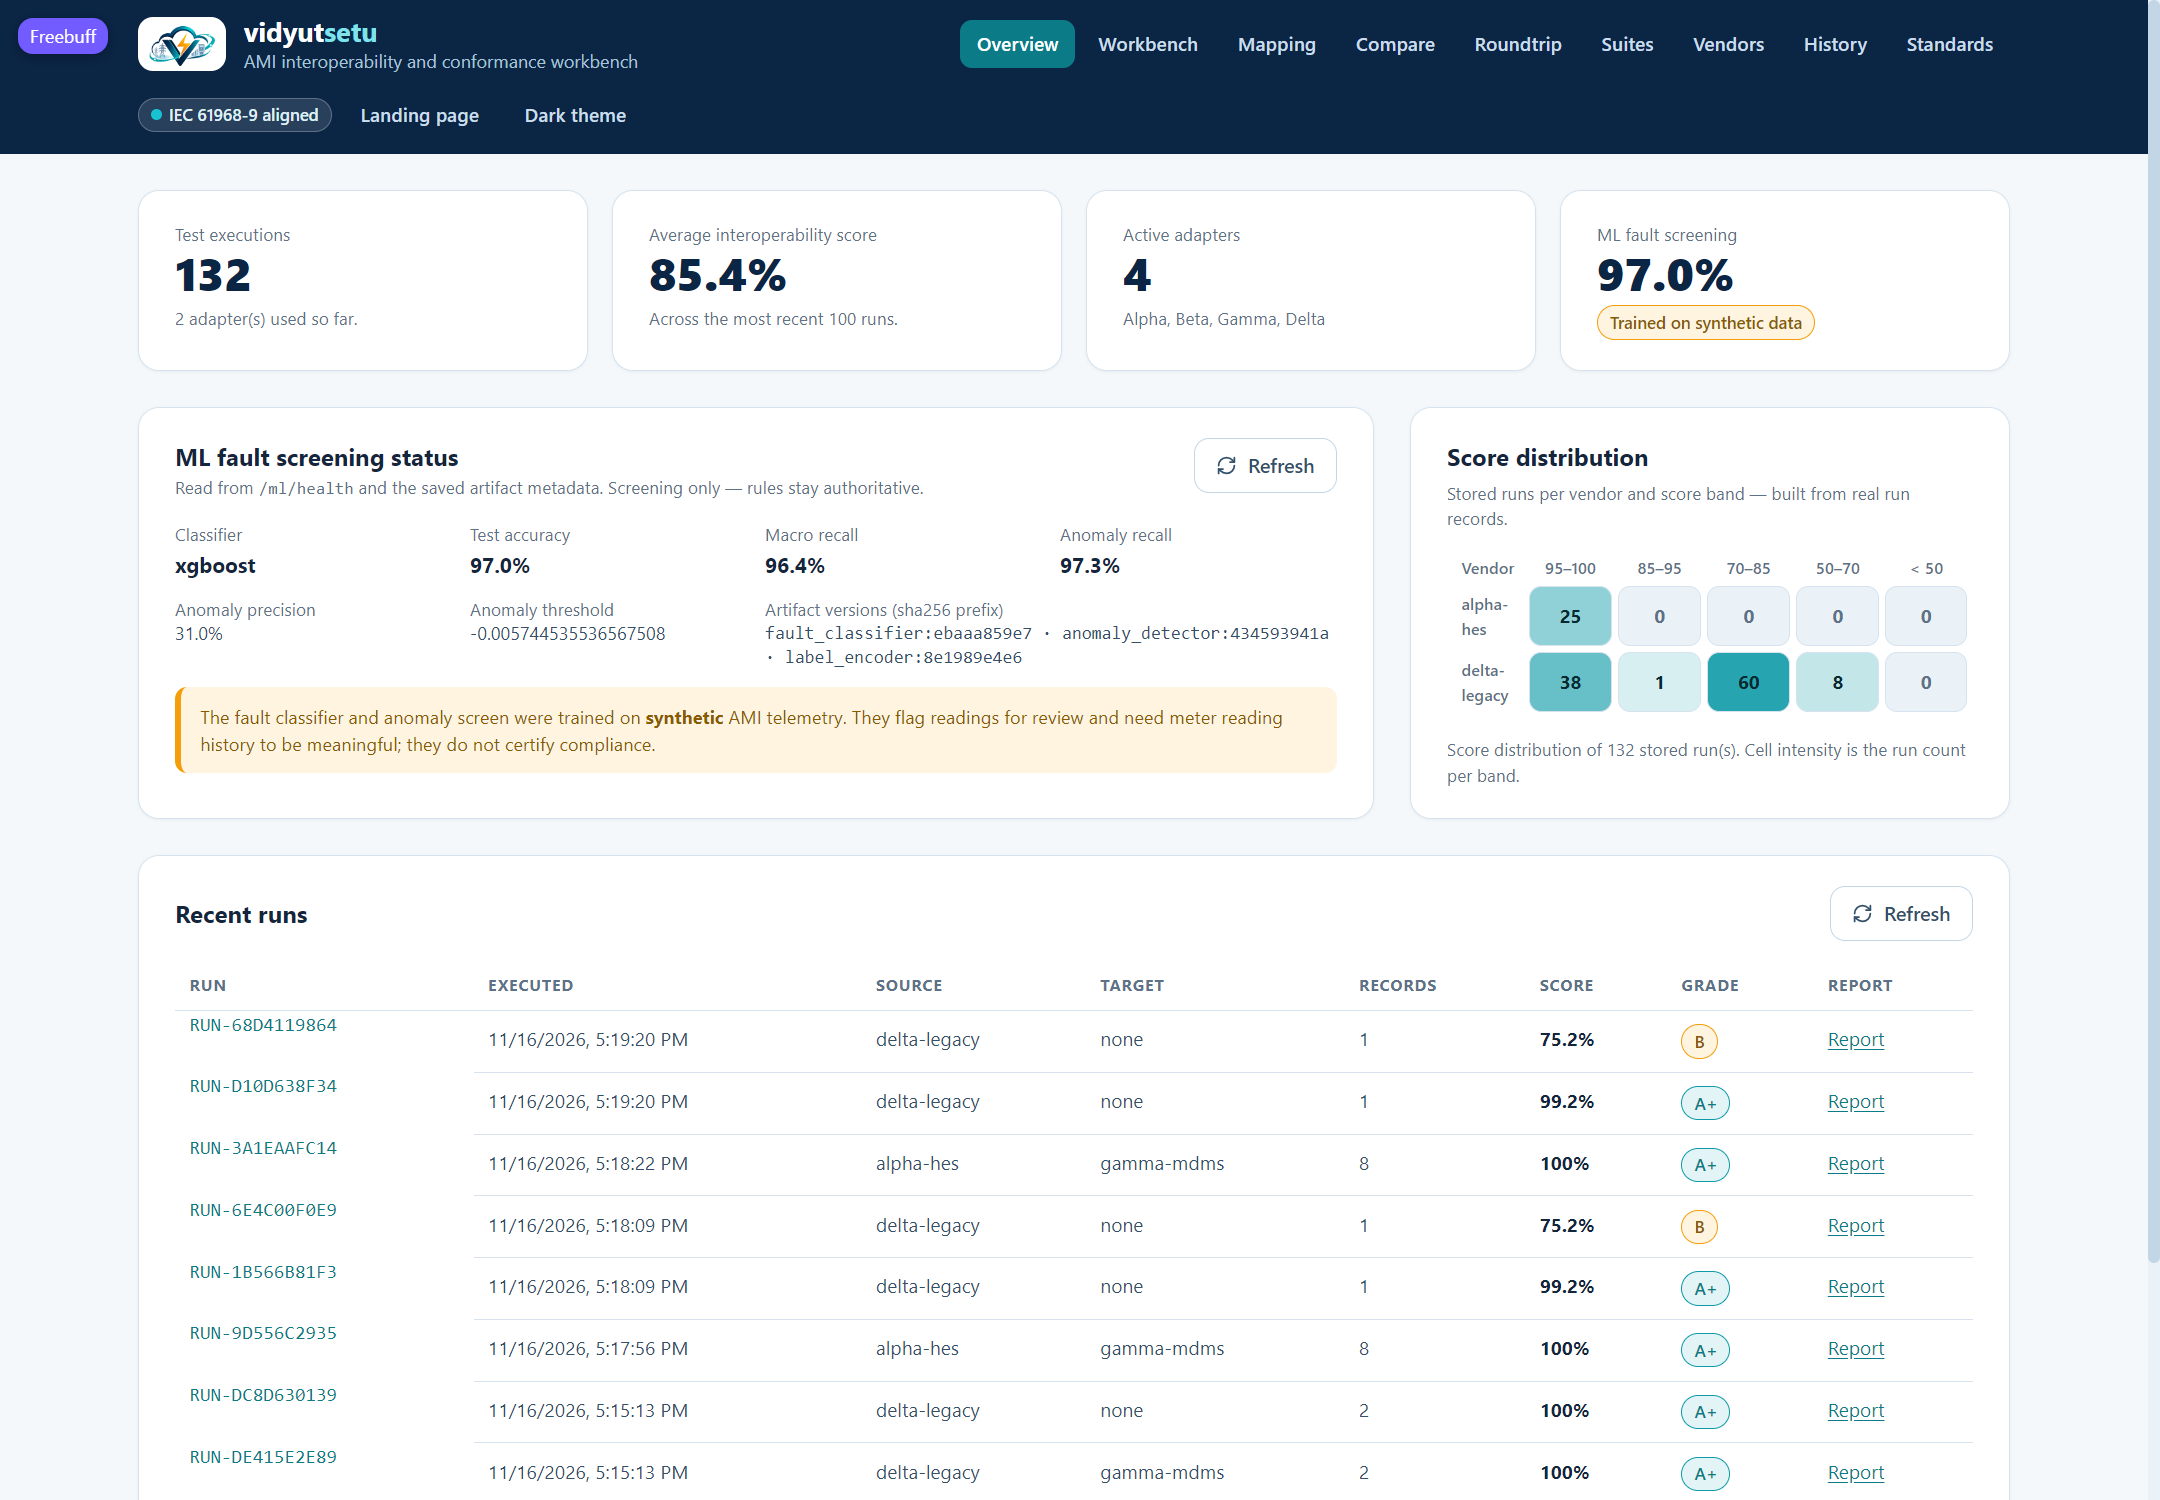 Freebuff
vidyutsetu
AMI interoperability and conformance workbench
Overview
Workbench
Mapping
Compare
Roundtrip
Suites
Vendors
History
Standards
IEC 61968-9 aligned
Landing page
Dark theme
Test executions
132
2 adapter(s) used so far.
Average interoperability score
85.4%
Across the most recent 100 runs.
Active adapters
4
Alpha, Beta, Gamma, Delta
ML fault screening
97.0%
Trained on synthetic data
ML fault screening status
Read from /ml/health and the saved artifact metadata. Screening only — rules stay authoritative.
Refresh
Classifier
xgboost
Test accuracy
97.0%
Macro recall
96.4%
Anomaly recall
97.3%
Anomaly precision
31.0%
Anomaly threshold
-0.005744535536567508
Artifact versions (sha256 prefix)
fault_classifier:ebaaa859e7 · anomaly_detector:434593941a
· label_encoder:8e1989e4e6
The fault classifier and anomaly screen were trained on synthetic AMI telemetry. They flag readings for review and need meter reading
history to be meaningful; they do not certify compliance.
Score distribution
Stored runs per vendor and score band — built from real run
records.
Vendor 95–100 85–95 70–85 50–70 < 50
alpha-
hes
25 0 0 0 0
delta-
legacy
38 1 60 8 0
Score distribution of 132 stored run(s). Cell intensity is the run count
per band.
Recent runs
Refresh
RUN EXECUTED SOURCE TARGET RECORDS SCORE GRADE REPORT
RUN-68D4119864 11/16/2026, 5:19:20 PM delta-legacy none 1 75.2% B Report
RUN-D10D638F34 11/16/2026, 5:19:20 PM delta-legacy none 1 99.2% A+ Report
RUN-3A1EAAFC14 11/16/2026, 5:18:22 PM alpha-hes gamma-mdms 8 100% A+ Report
RUN-6E4C00F0E9 11/16/2026, 5:18:09 PM delta-legacy none 1 75.2% B Report
RUN-1B566B81F3 11/16/2026, 5:18:09 PM delta-legacy none 1 99.2% A+ Report
RUN-9D556C2935 11/16/2026, 5:17:56 PM alpha-hes gamma-mdms 8 100% A+ Report
RUN-DC8D630139 11/16/2026, 5:15:13 PM delta-legacy none 2 100% A+ Report
RUN-DE415E2E89 11/16/2026, 5:15:13 PM delta-legacy gamma-mdms 2 100% A+ Report